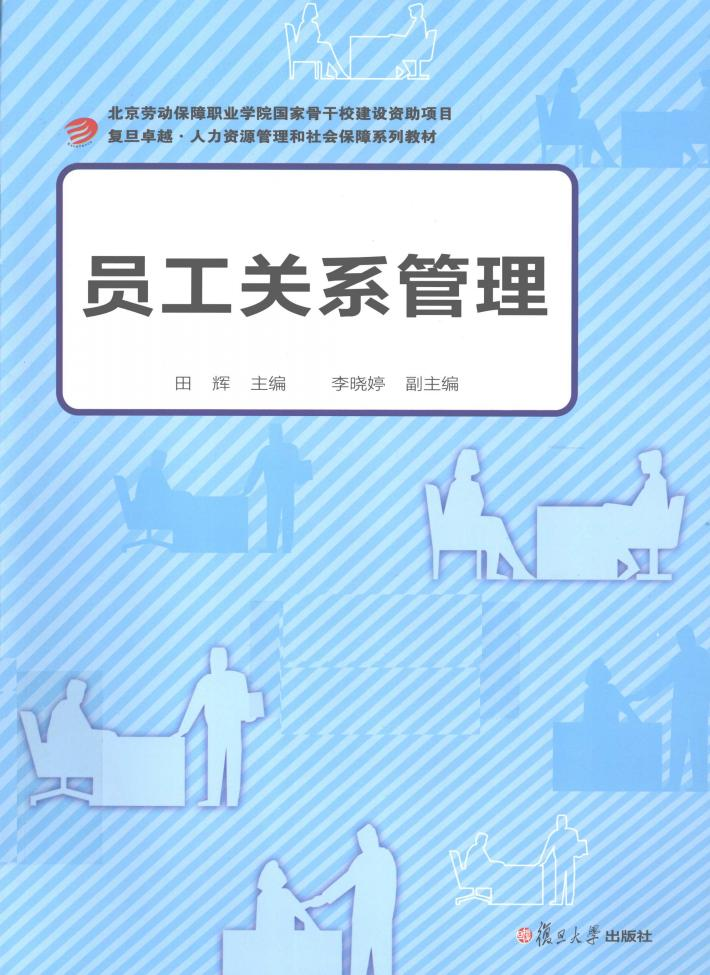 北京劳动保障职业学院国家骨干校建设资助项目
复旦卓越·人力资源管理和社会保障系列教材
员工关系管理
田 辉 主编 李晓婷 副主编
復旦大學出版社